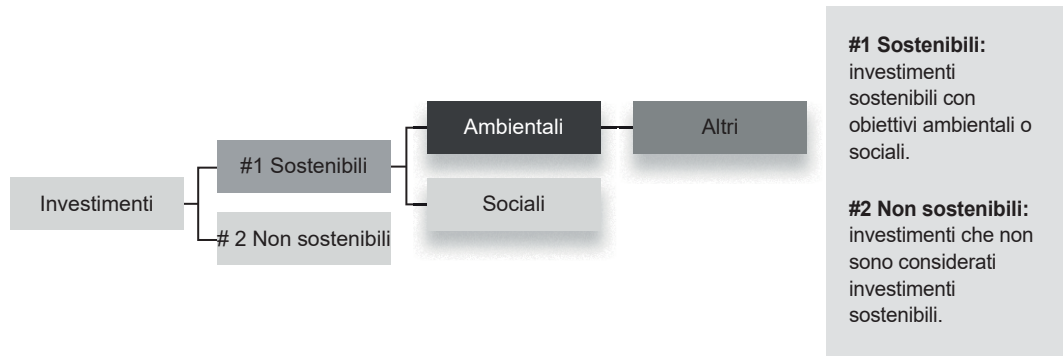 Investimenti
#1 Sostenibili
# 2 Non sostenibili
Ambientali
Sociali
Altri
#1 Sostenibili:
investimenti
sostenibili con
obiettivi ambientali o
sociali.
#2 Non sostenibili:
investimenti che non
sono considerati
investimenti
sostenibili.